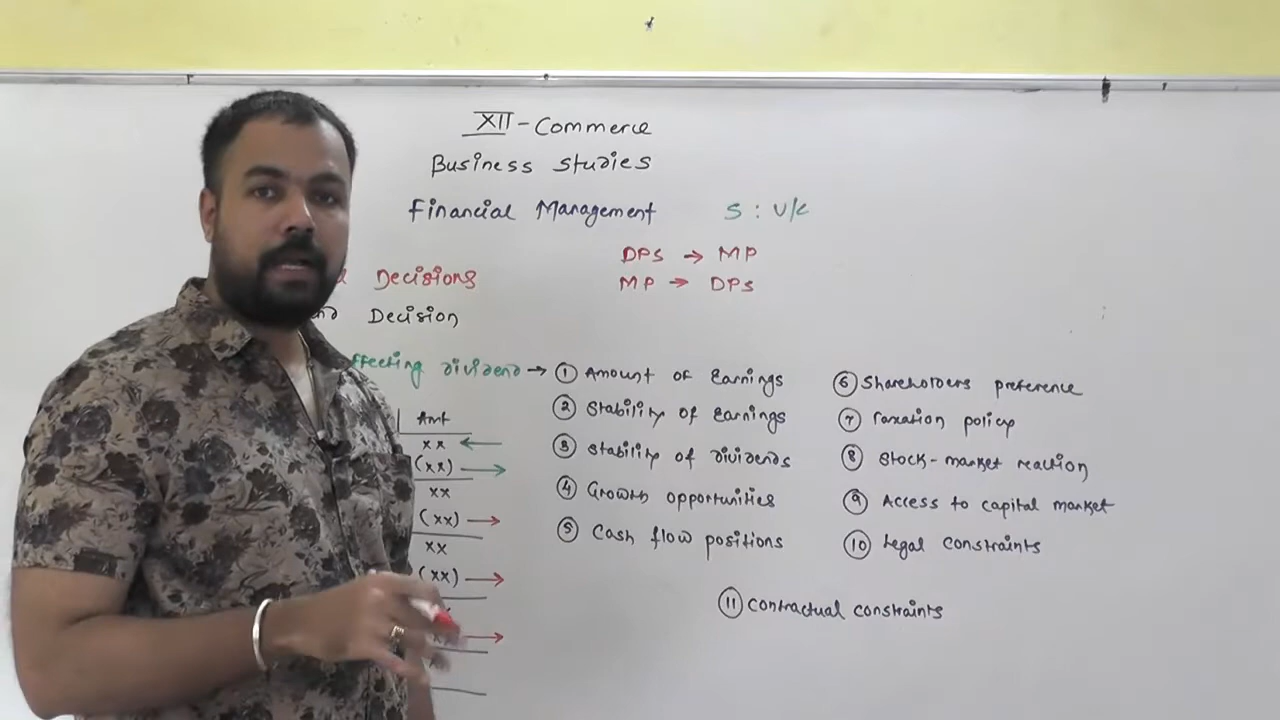 XII - Commerce
Business Studies
Financial Management S : V/K
DPS → MP
MP → DPS
Decisions
Decision
ffecting dividend →
① Amount of Earnings
② Stability of Earnings
③ Stability of dividends
④ Growth opportunities
⑤ Cash flow positions
⑥ Shareholders preference
⑦ Taxation policy
⑧ Stock-market reaction
⑨ Access to capital market
⑩ Legal constraints
⑪ Contractual constraints
Amt
xx ←
(xx) →
xx
(xx) →
xx
(xx) →